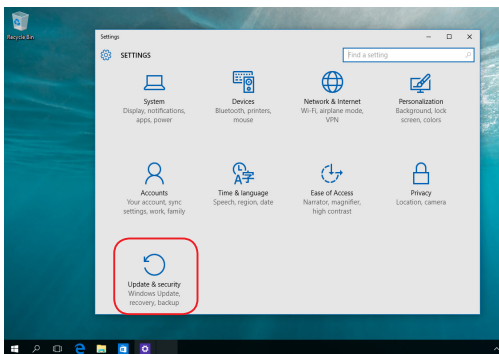 Recycle Bin
Settings
SETTINGS
Find a setting
System
Display, notifications,
apps, power
Devices
Bluetooth, printers,
mouse
Network & Internet
Wi-Fi, airplane mode,
VPN
Personalization
Background, lock
screen, colors
Accounts
Your account, sync
settings, work, family
Time & language
Speech, region, date
Ease of Access
Narrator, magnifier,
high contrast
Privacy
Location, camera
Update & security
Windows Update,
recovery, backup